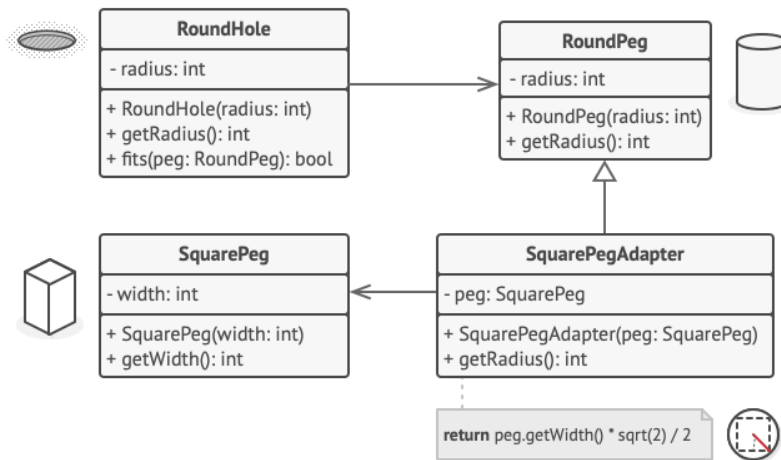 RoundHole
- radius: int
+ RoundHole(radius: int)
+ getRadius(): int
+ fits(peg: RoundPeg): bool
RoundPeg
- radius: int
+ RoundPeg(radius: int)
+ getRadius(): int
SquarePeg
- width: int
+ SquarePeg(width: int)
+ getWidth(): int
SquarePegAdapter
- peg: SquarePeg
+ SquarePegAdapter(peg: SquarePeg)
+ getRadius(): int
return peg.getWidth() * sqrt(2) / 2